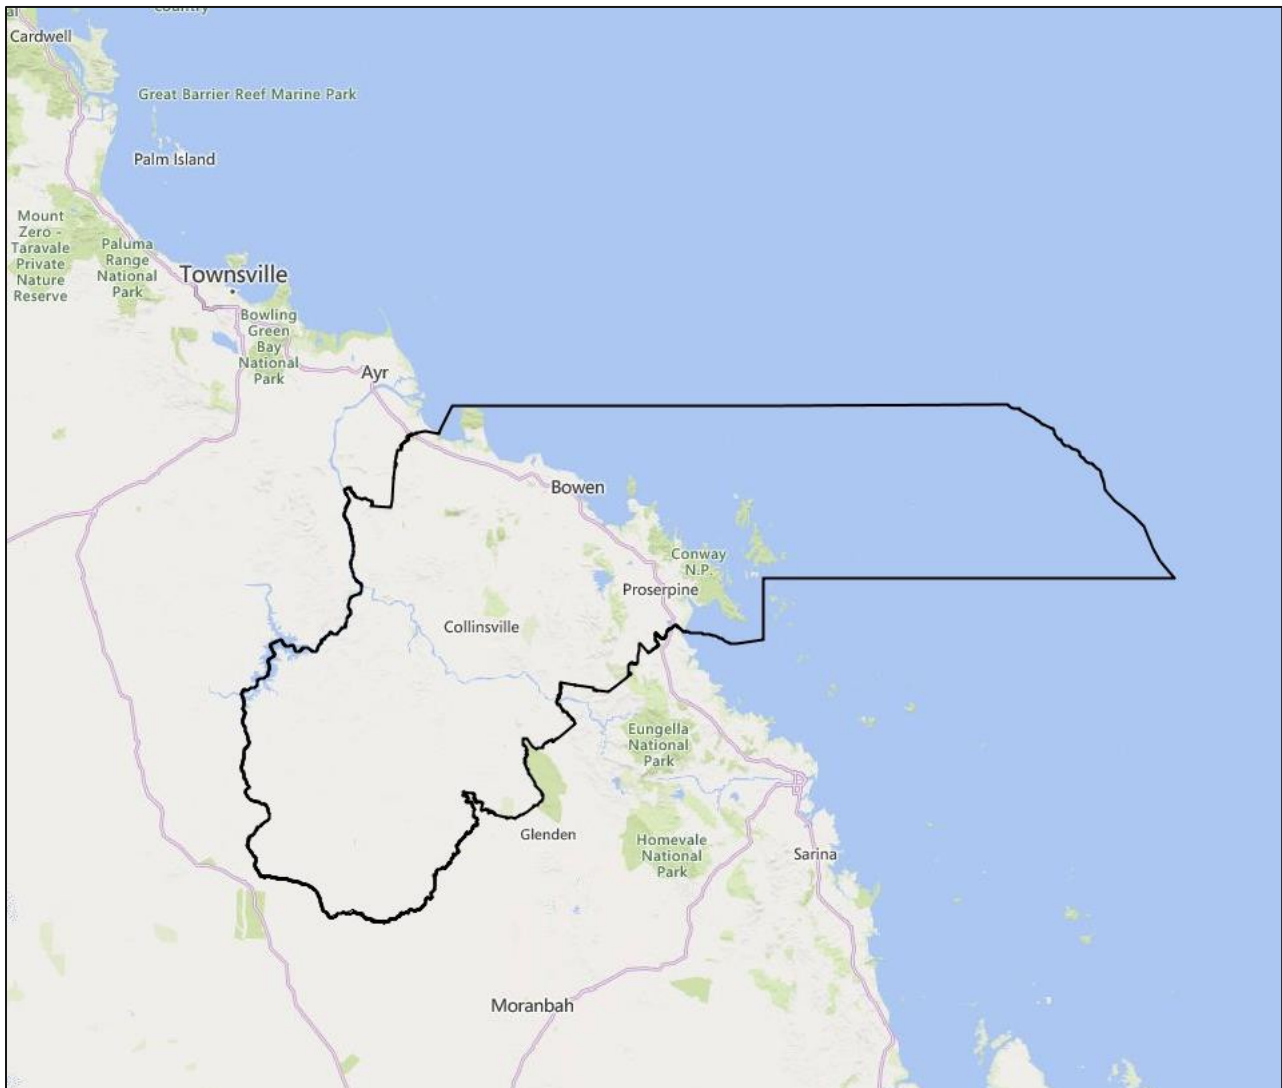 Cardwell
Great Barrier Reef Marine Park
Palm Island
Mount
Zero -
Taravale
Private
Nature
Reserve
Paluma
Range
National
Park
Townsville
Bowling
Green
Bay
National
Park
Ayr
Bowen
Conway
N.P.
Proserpine
Collinsville
Eungella
National
Park
Glenden
Homevale
National
Park
Sarina
Moranbah